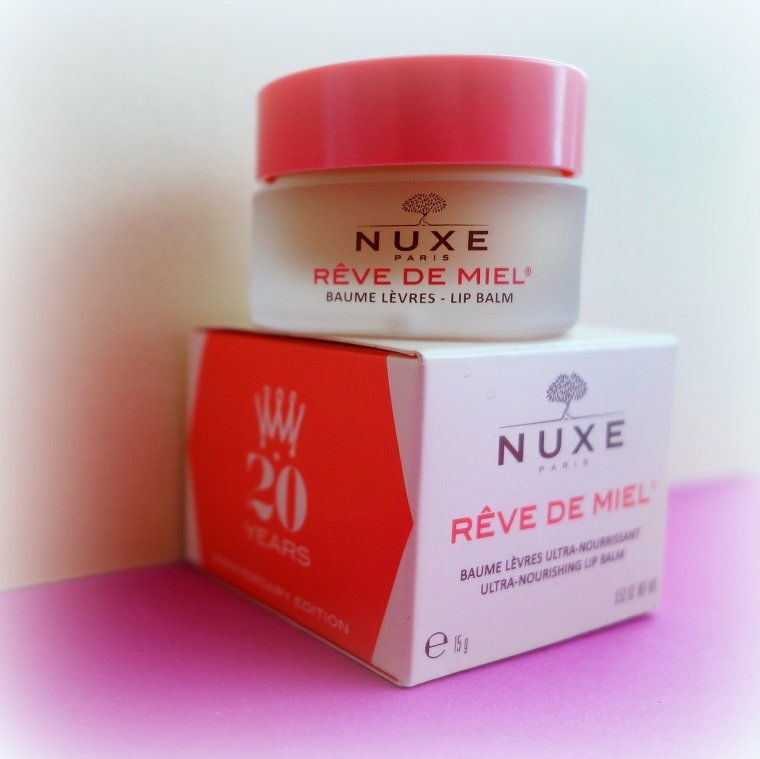 NUXE
PARIS
RÊVE DE MIEL®
BAUME LÈVRES - LIP BALM
20
YEARS
ANNIVERSARY EDITION
NUXE
PARIS
RÊVE DE MIEL®
BAUME LÈVRES ULTRA-NOURRISSANT
ULTRA-NOURISHING LIP BALM
℮ 15 g